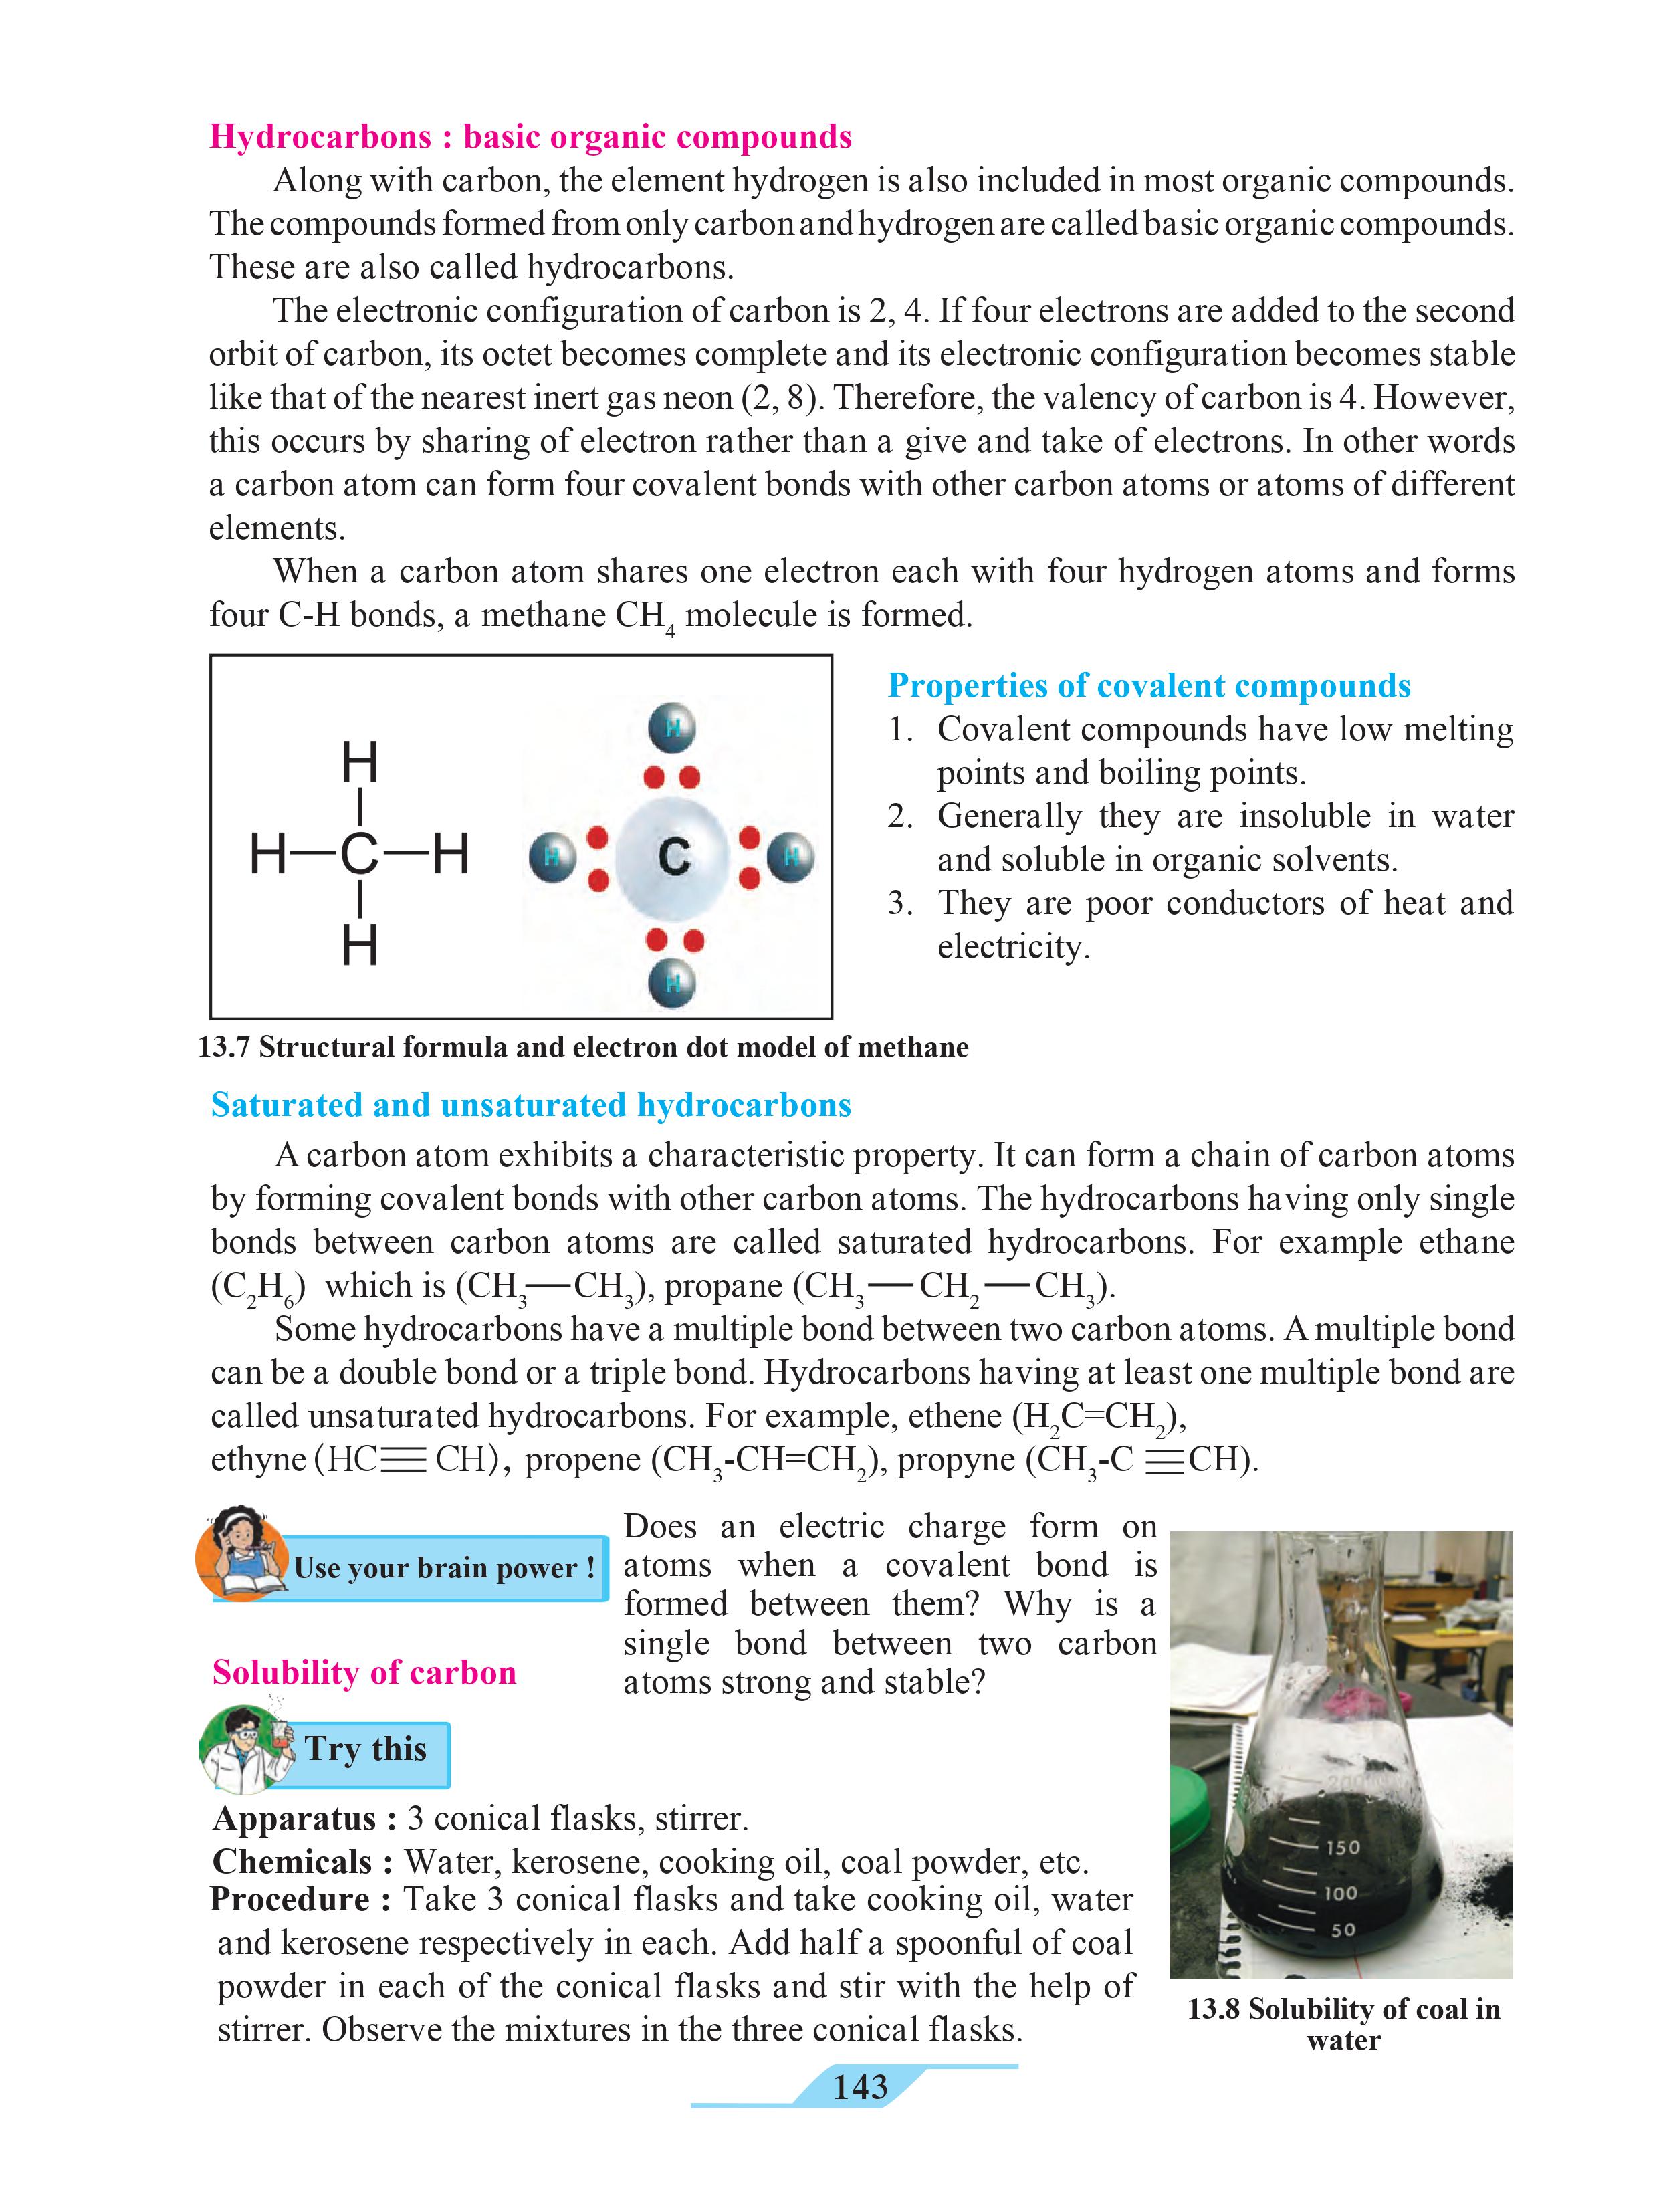 Hydrocarbons : basic organic compounds
Along with carbon, the element hydrogen is also included in most organic compounds.
The compounds formed from only carbon and hydrogen are called basic organic compounds.
These are also called hydrocarbons.
The electronic configuration of carbon is 2, 4. If four electrons are added to the second
orbit of carbon, its octet becomes complete and its electronic configuration becomes stable
like that of the nearest inert gas neon (2, 8). Therefore, the valency of carbon is 4. However,
this occurs by sharing of electron rather than a give and take of electrons. In other words
a carbon atom can form four covalent bonds with other carbon atoms or atoms of different
elements.
When a carbon atom shares one electron each with four hydrogen atoms and forms
four C-H bonds, a methane CH₄ molecule is formed.
H
H—C—H
H
H
H C H
H
13.7 Structural formula and electron dot model of methane
Properties of covalent compounds
1. Covalent compounds have low melting
points and boiling points.
2. Generally they are insoluble in water
and soluble in organic solvents.
3. They are poor conductors of heat and
electricity.
Saturated and unsaturated hydrocarbons
A carbon atom exhibits a characteristic property. It can form a chain of carbon atoms
by forming covalent bonds with other carbon atoms. The hydrocarbons having only single
bonds between carbon atoms are called saturated hydrocarbons. For example ethane
(C₂H₆) which is (CH₃—CH₃), propane (CH₃—CH₂—CH₃).
Some hydrocarbons have a multiple bond between two carbon atoms. A multiple bond
can be a double bond or a triple bond. Hydrocarbons having at least one multiple bond are
called unsaturated hydrocarbons. For example, ethene (H₂C=CH₂),
ethyne (HC≡CH), propene (CH₃-CH=CH₂), propyne (CH₃-C≡CH).
Use your brain power !
Does an electric charge form on
atoms when a covalent bond is
formed between them? Why is a
single bond between two carbon
atoms strong and stable?
Solubility of carbon
Try this
Apparatus : 3 conical flasks, stirrer.
Chemicals : Water, kerosene, cooking oil, coal powder, etc.
Procedure : Take 3 conical flasks and take cooking oil, water
and kerosene respectively in each. Add half a spoonful of coal
powder in each of the conical flasks and stir with the help of
stirrer. Observe the mixtures in the three conical flasks.
200
150
100
50
13.8 Solubility of coal in
water
143